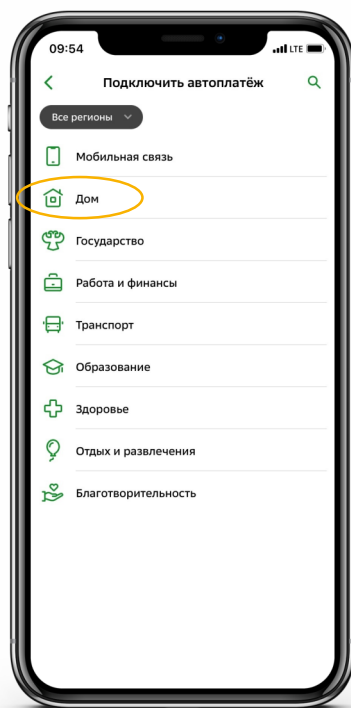 09:54
LTE
Подключить автоплатёж
Все регионы
Мобильная связь
Дом
Государство
Работа и финансы
Транспорт
Образование
Здоровье
Отдых и развлечения
Благотворительность